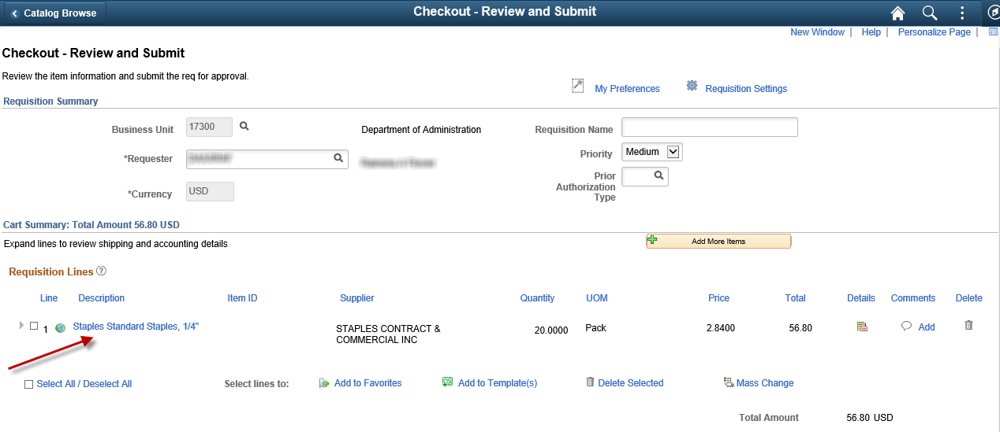 Catalog Browse Checkout - Review and Submit
New Window | Help | Personalize Page |
Checkout - Review and Submit
Review the item information and submit the req for approval.
My Preferences Requisition Settings
Requisition Summary
Business Unit 17300 Department of Administration Requisition Name
*Requester Priority Medium
Prior
Authorization
Type
*Currency USD
Cart Summary: Total Amount 56.80 USD
Expand lines to review shipping and accounting details Add More Items
Requisition Lines ?
Line Description Item ID Supplier Quantity UOM Price Total Details Comments Delete
1 Staples Standard Staples, 1/4" STAPLES CONTRACT & 20.0000 Pack 2.8400 56.80 Add
COMMERCIAL INC
Select All / Deselect All Select lines to: Add to Favorites Add to Template(s) Delete Selected Mass Change
Total Amount 56.80 USD